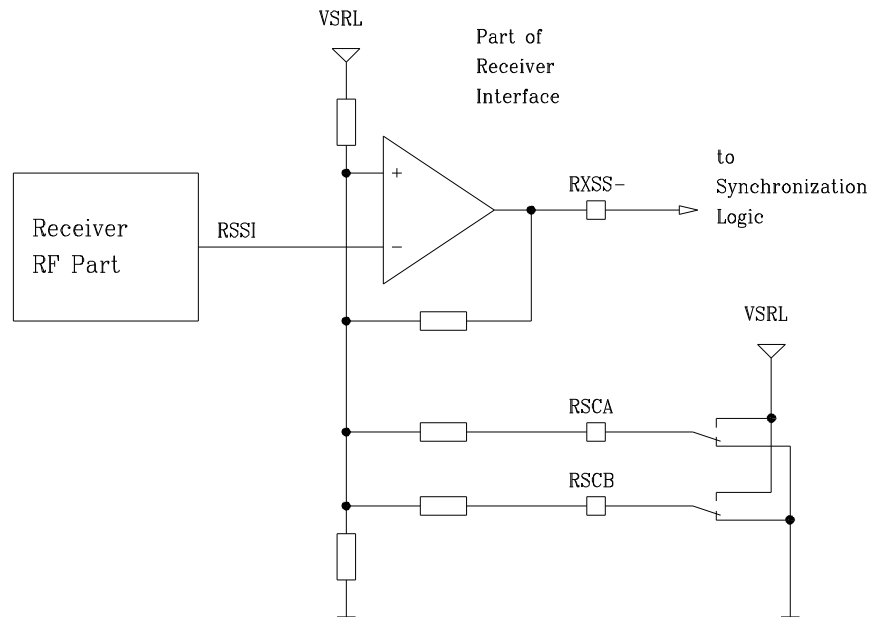 VSRL
Part of
Receiver
Interface
+
RXSS-
to
Synchronization
Logic
Receiver
RF Part
RSSI
−
VSRL
RSCA
RSCB